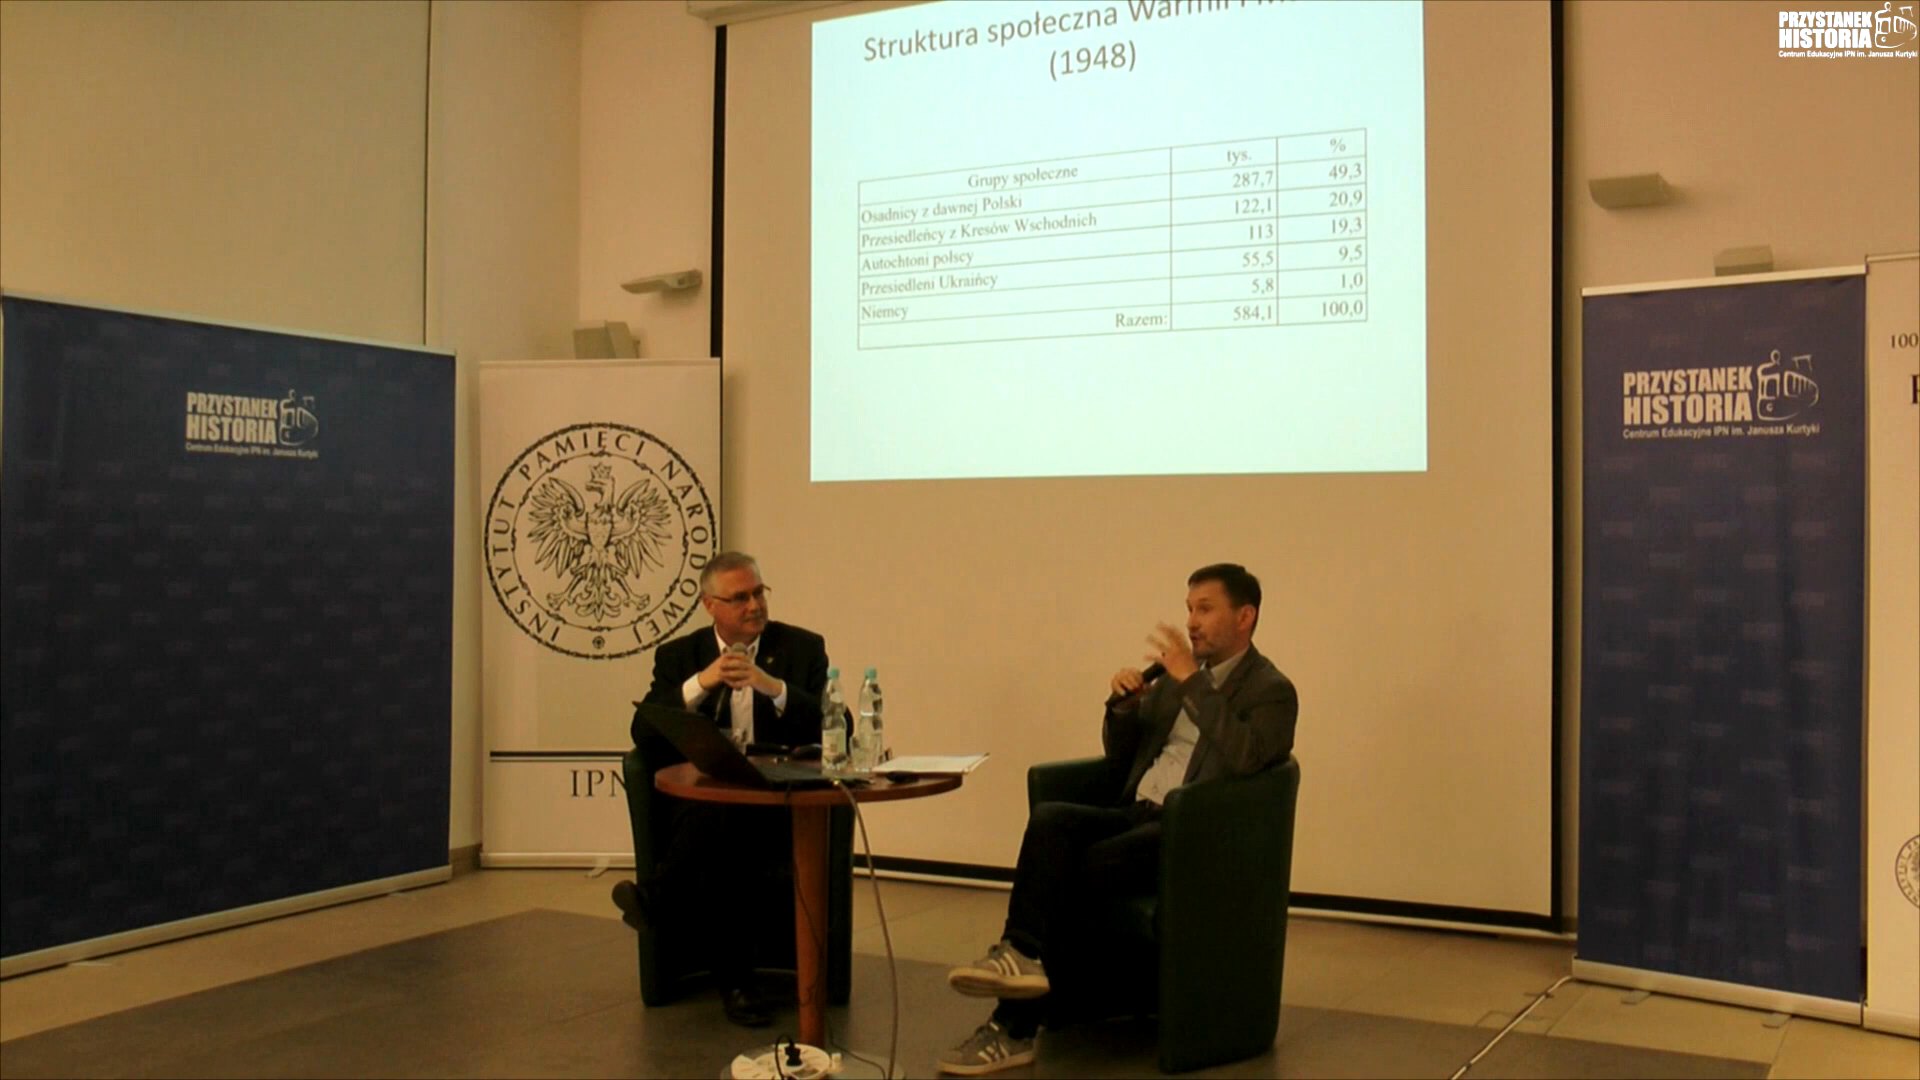 PRZYSTANEK
HISTORIA
Centrum Edukacyjne IPN im. Janusza Kurtyki
Struktura społeczna Warmii i
(1948)
Grupy społeczne tys. %
Osadnicy z dawnej Polski 287,7 49,3
Przesiedleńcy z Kresów Wschodnich 122,1 20,9
Autochtoni polscy 113 19,3
Przesiedleni Ukraińcy 55,5 9,5
Niemcy 5,8 1,0
Razem: 584,1 100,0
PRZYSTANEK
HISTORIA
Centrum Edukacyjne IPN im. Janusza Kurtyki
INSTYTUT PAMIĘCI NARODOWEJ
IPN
PRZYSTANEK
HISTORIA
Centrum Edukacyjne IPN im. Janusza Kurtyki
100